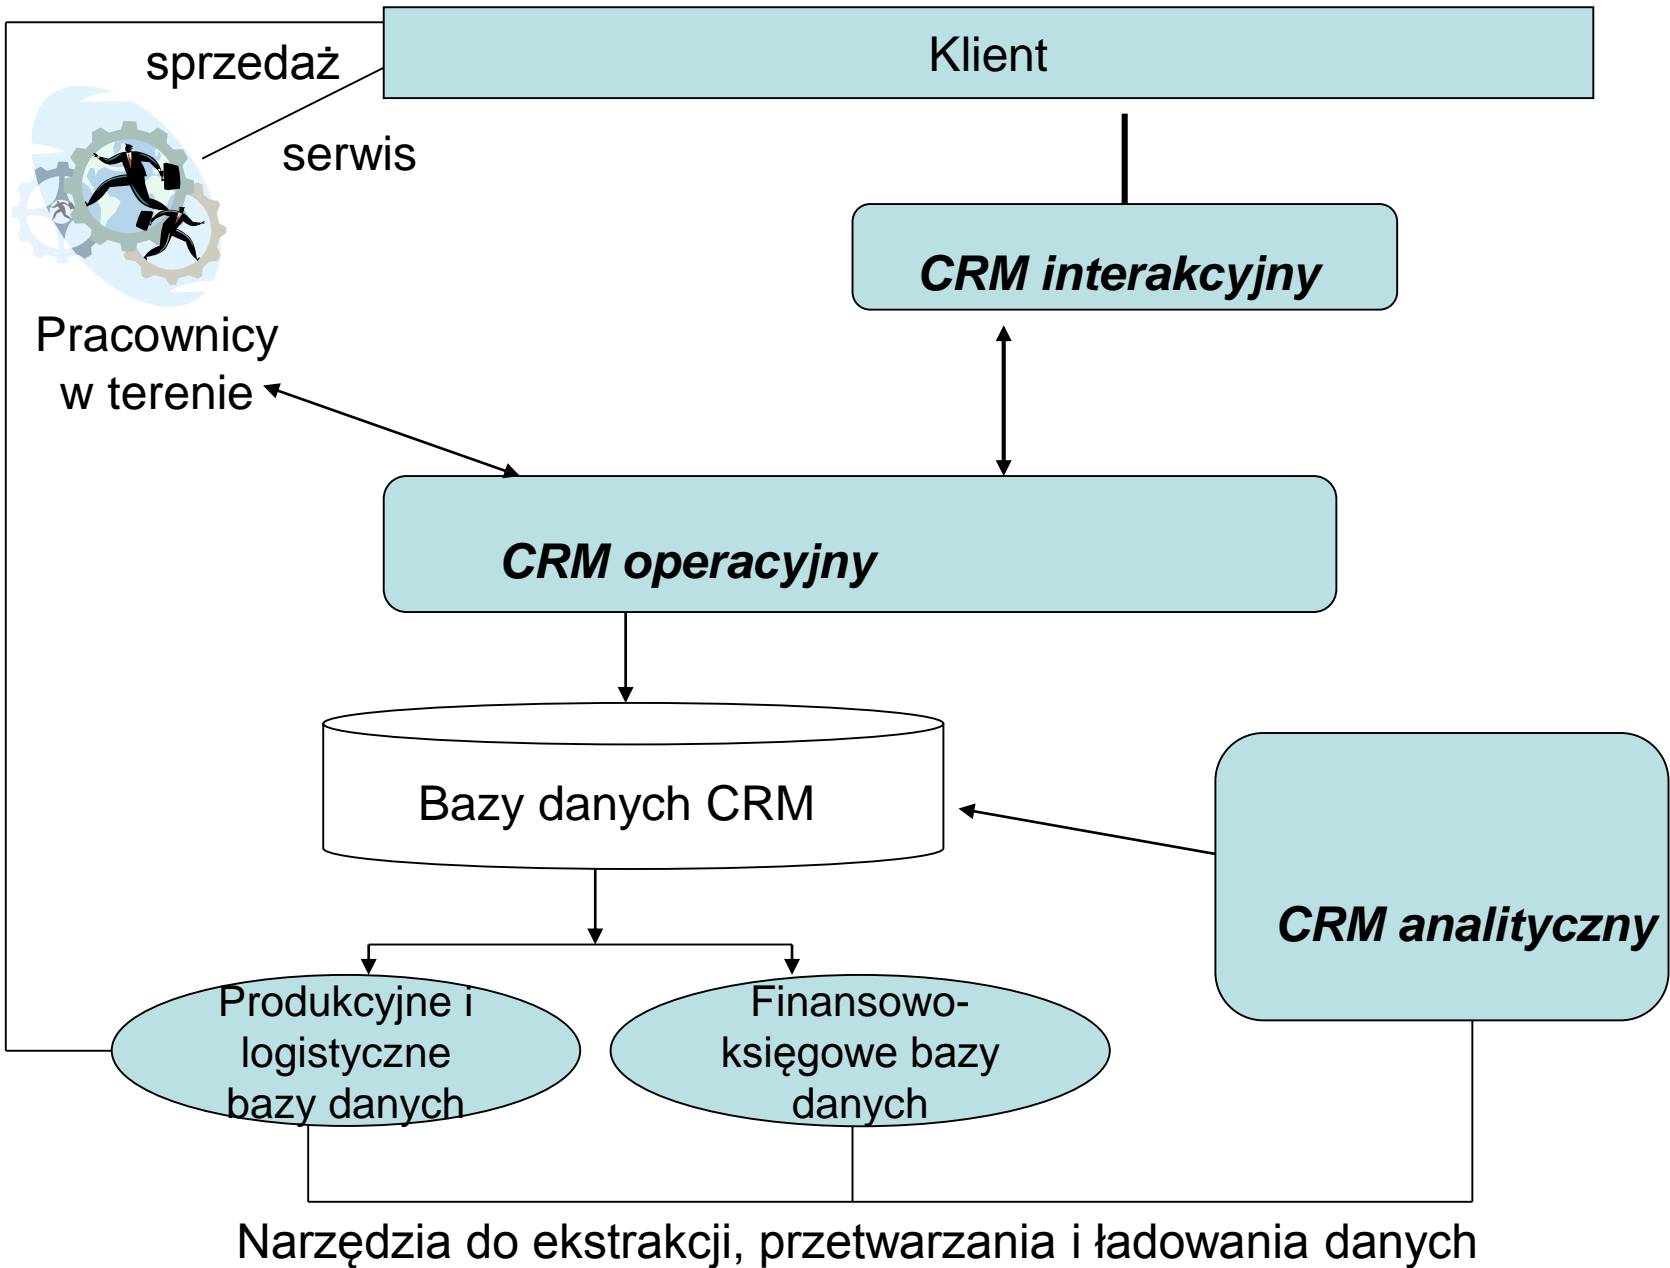 Klient
sprzedaż
serwis
CRM interakcyjny
Pracownicy
w terenie
CRM operacyjny
Bazy danych CRM
CRM analityczny
Produkcyjne i
logistyczne
bazy danych
Finansowo-
księgowe bazy
danych
Narzędzia do ekstrakcji, przetwarzania i ładowania danych